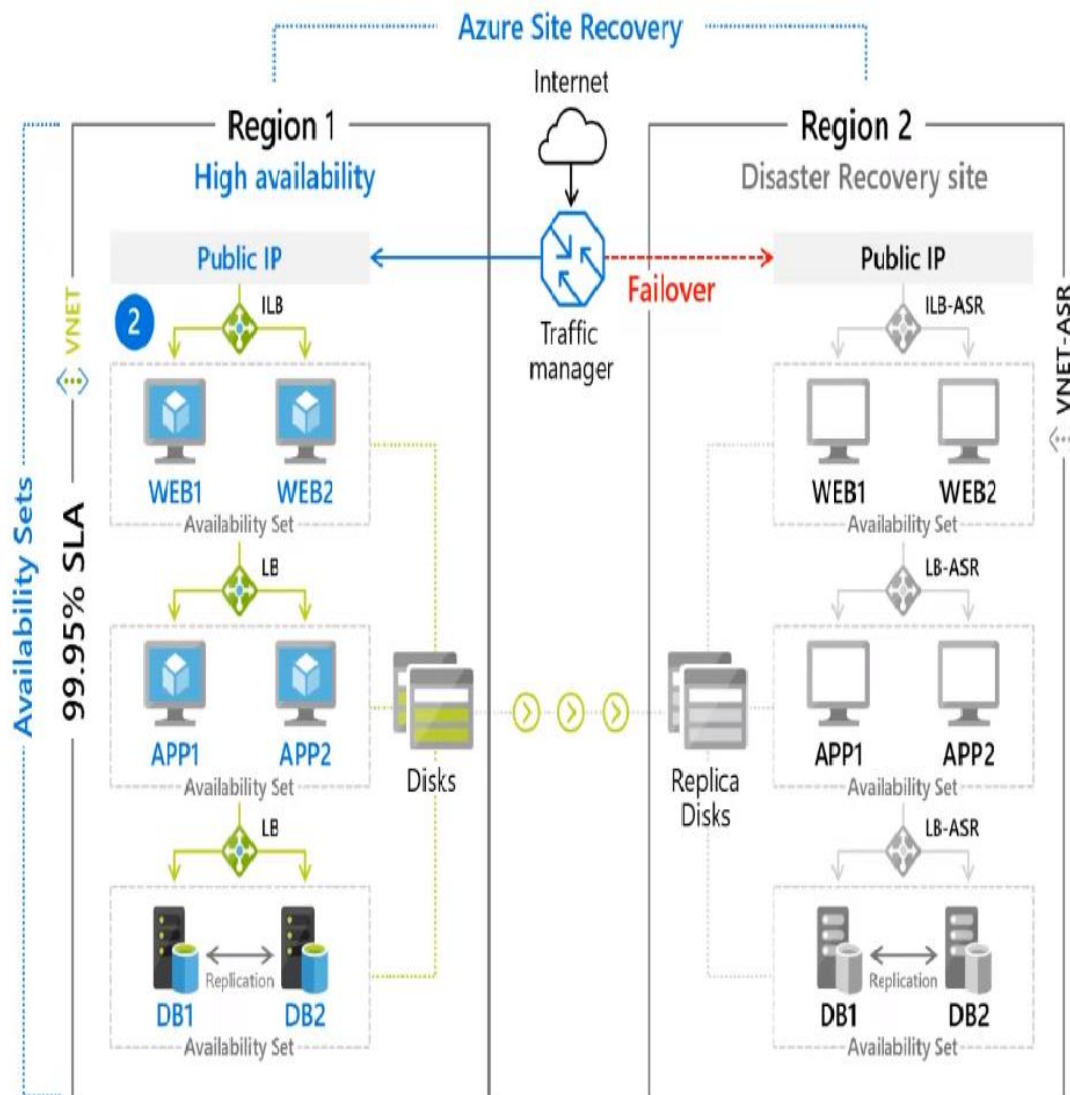 Azure Site Recovery
Internet
Region 1
High availability
Region 2
Disaster Recovery site
Public IP
Failover
Public IP
Traffic
manager
2
ILB
ILB-ASR
VNET
VNET-ASR
Availability Sets
99.95% SLA
WEB1
WEB2
Availability Set
WEB1
WEB2
Availability Set
LB
LB-ASR
APP1
APP2
Availability Set
Disks
Replica
Disks
APP1
APP2
Availability Set
LB
LB-ASR
Replication
DB1
DB2
Availability Set
Replication
DB1
DB2
Availability Set